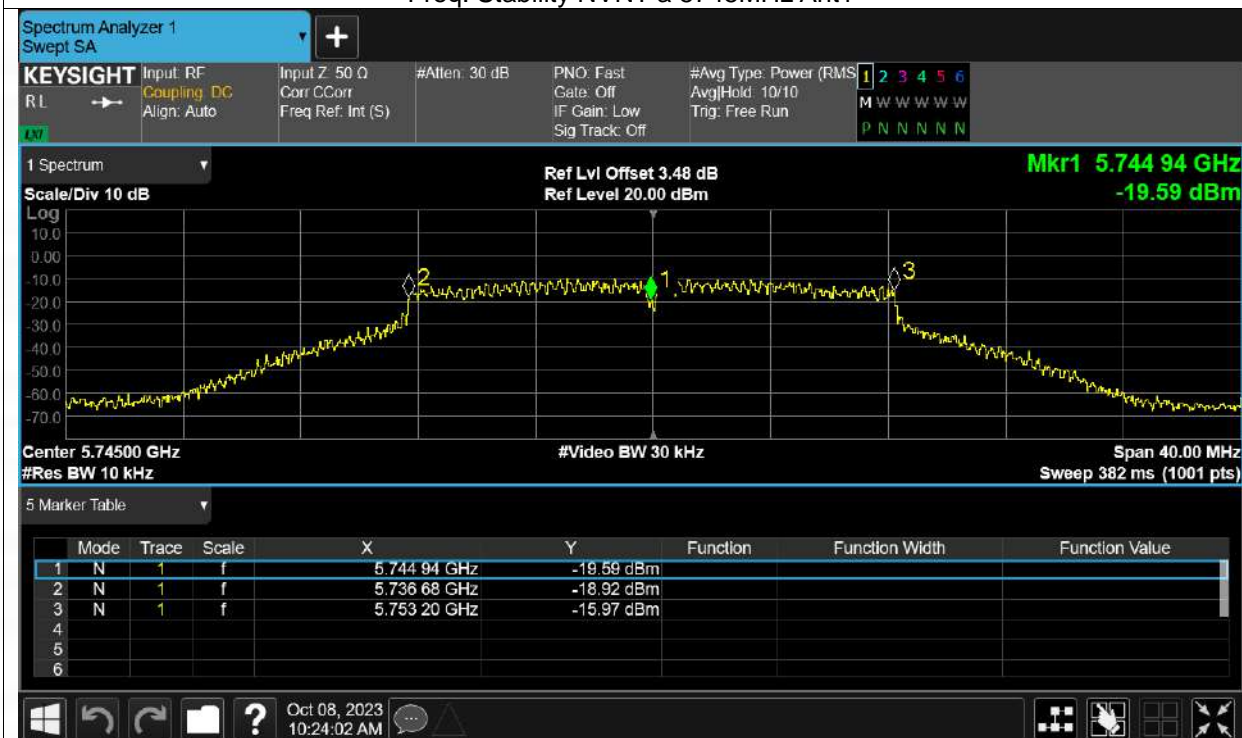 Freq. Stability NVNT a 5745MHz Ant1
Spectrum Analyzer 1
Swept SA
KEYSIGHT Input: RF Input Z: 50 Ω #Atten: 30 dB PNO: Fast #Avg Type: Power (RMS 1 2 3 4 5 6
R L Coupling: DC Corr CCorr Gate: Off Avg|Hold: 10/10 M W W W W W
Align: Auto Freq Ref: Int (S) IF Gain: Low Trig: Free Run
LXI Sig Track: Off P N N N N N
1 Spectrum Ref Lvl Offset 3.48 dB Mkr1 5.744 94 GHz
Scale/Div 10 dB Ref Level 20.00 dBm -19.59 dBm
Log
10.0
0.00
-10.0
-20.0
-30.0
-40.0
-50.0
-60.0
-70.0
2
1
3
Center 5.74500 GHz #Video BW 30 kHz Span 40.00 MHz
#Res BW 10 kHz Sweep 382 ms (1001 pts)
5 Marker Table
Mode Trace Scale X Y Function Function Width Function Value
1 N 1 f 5.744 94 GHz -19.59 dBm
2 N 1 f 5.736 68 GHz -18.92 dBm
3 N 1 f 5.753 20 GHz -15.97 dBm
4
5
6
? Oct 08, 2023
10:24:02 AM